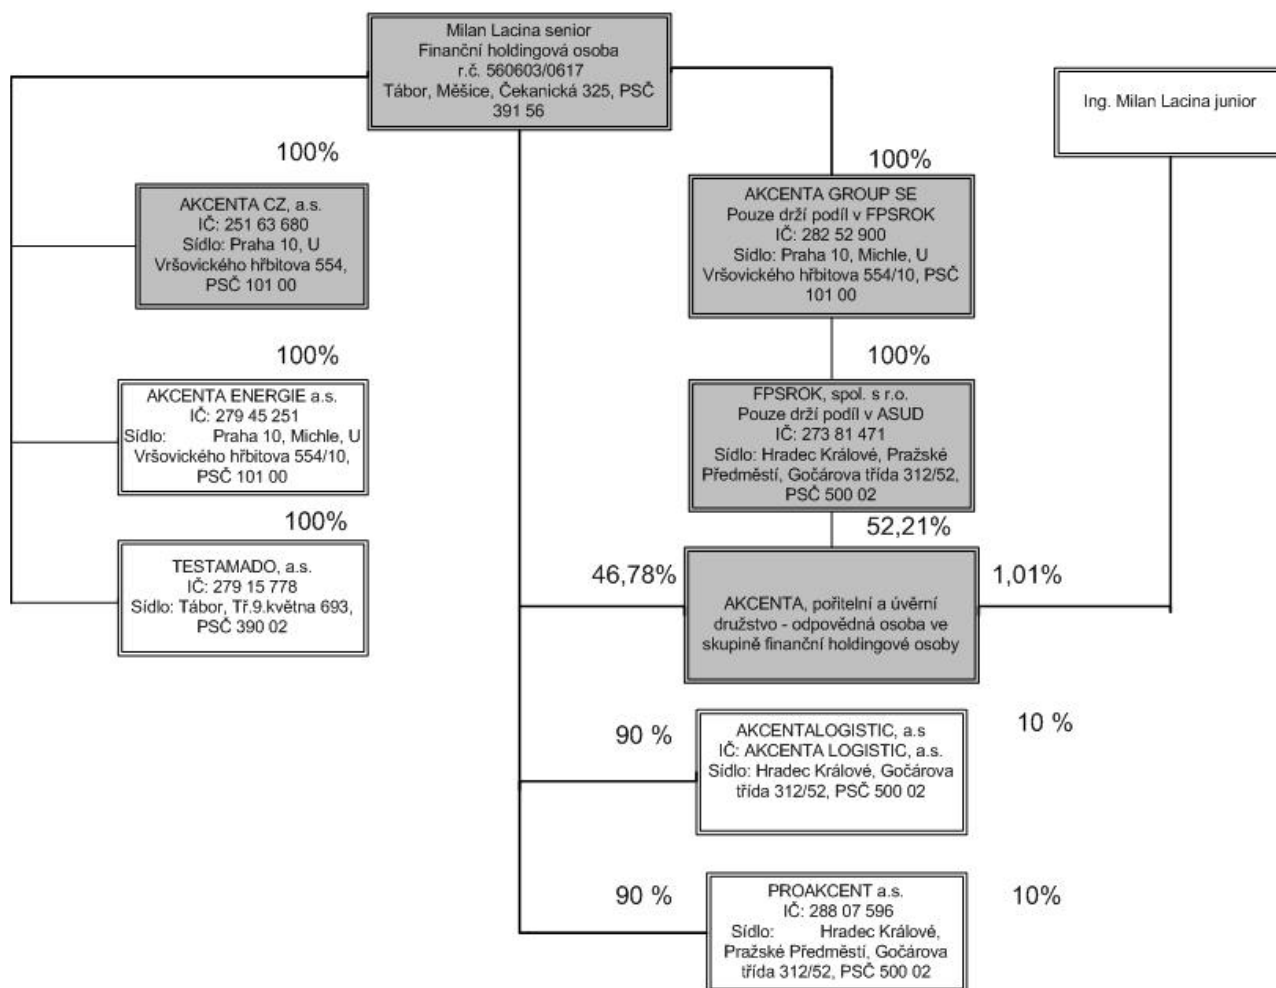 Milan Lacina senior
Finanční holdingová osoba
r.č. 560603/0617
Tábor, Měšice, Čekanická 325, PSČ
391 56
Ing. Milan Lacina junior
100%
AKCENTA CZ, a.s.
IČ: 251 63 680
Sídlo: Praha 10, U
Vršovického hřbitova 554,
PSČ 101 00
100%
AKCENTA ENERGIE a.s.
IČ: 279 45 251
Sídlo: Praha 10, Michle, U
Vršovického hřbitova 554/10,
PSČ 101 00
100%
TESTAMADO, a.s.
IČ: 279 15 778
Sídlo: Tábor, Tř.9.května 693,
PSČ 390 02
100%
AKCENTA GROUP SE
Pouze drží podíl v FPSROK
IČ: 282 52 900
Sídlo: Praha 10, Michle, U
Vršovického hřbitova 554/10, PSČ
101 00
100%
FPSROK, spol. s r.o.
Pouze drží podíl v ASUD
IČ: 273 81 471
Sídlo: Hradec Králové, Pražské
Předměstí, Gočárova třída 312/52,
PSČ 500 02
52,21%
46,78%
1,01%
AKCENTA, pořitelní a úvěrní
družstvo - odpovědná osoba ve
skupině finanční holdingové osoby
90 %
10 %
AKCENTALOGISTIC, a.s
IČ: AKCENTA LOGISTIC, a.s.
Sídlo: Hradec Králové, Gočárova
třída 312/52, PSČ 500 02
90 %
10%
PROAKCENT a.s.
IČ: 288 07 596
Sídlo: Hradec Králové,
Pražské Předměstí, Gočárova
třída 312/52, PSČ 500 02